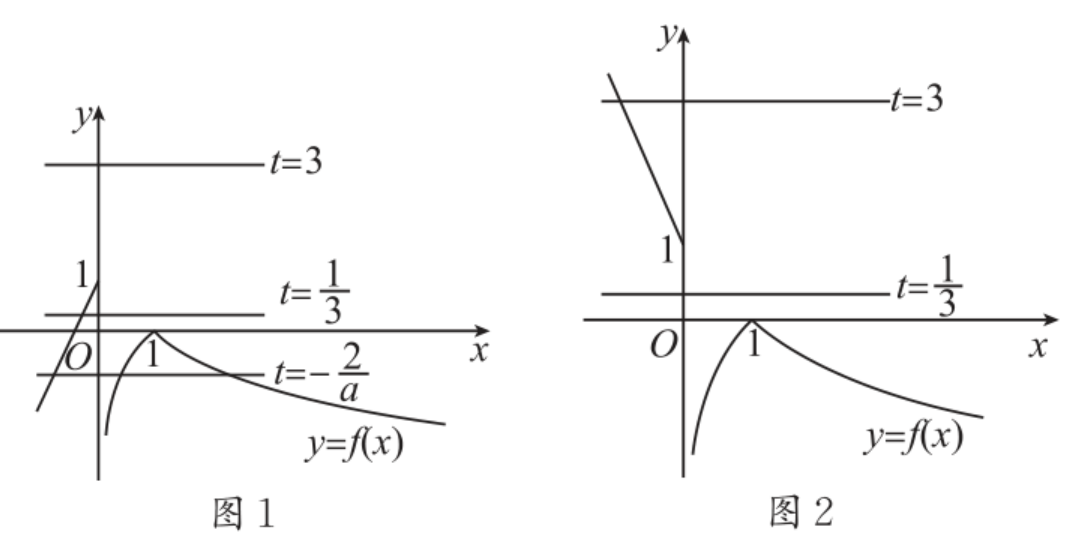 y
t=3
1
t=1/3
O
1
x
t=-2/a
y=f(x)
图1
y
t=3
1
t=1/3
O
1
x
y=f(x)
图2